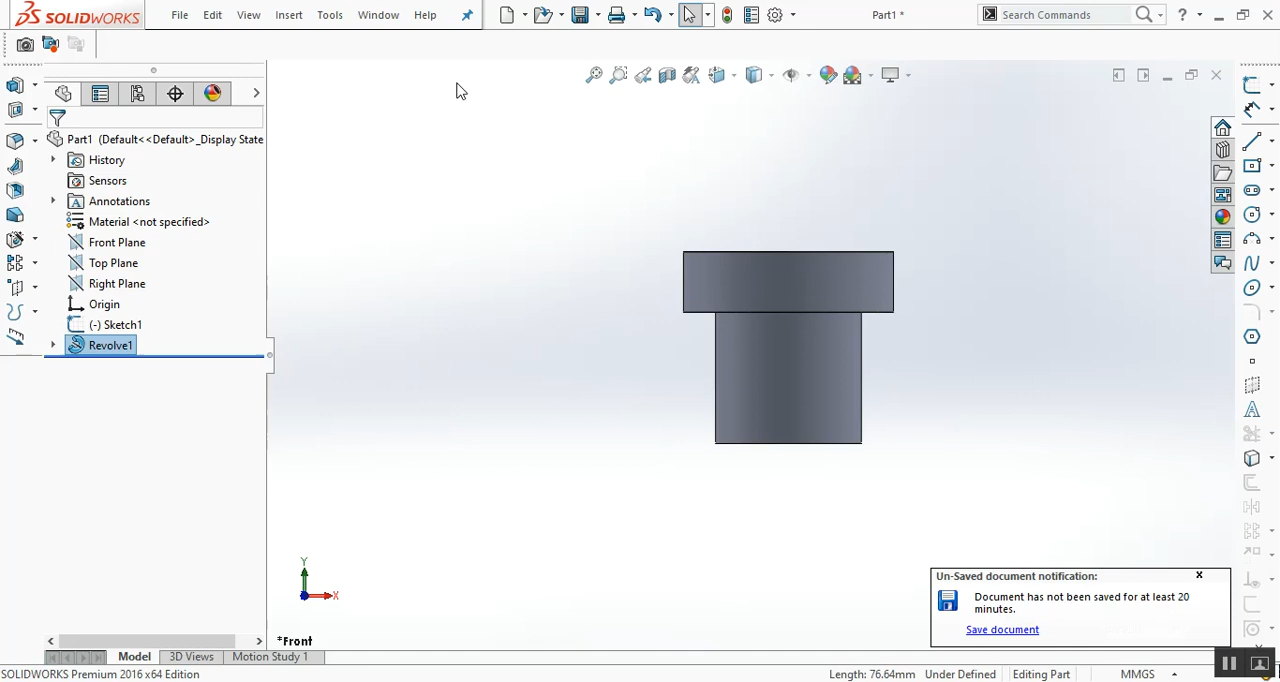 SOLIDWORKS File Edit View Insert Tools Window Help Part1 * Search Commands ?
Part1 (Default<<Default>_Display State
History
Sensors
A Annotations
Material <not specified>
Front Plane
Top Plane
Right Plane
Origin
(-) Sketch1
Revolve1
Y
X
*Front
Un-Saved document notification: x
Document has not been saved for at least 20
minutes.
Save document
Model 3D Views Motion Study 1
SOLIDWORKS Premium 2016 x64 Edition Length: 76.64mm Under Defined Editing Part MMGS